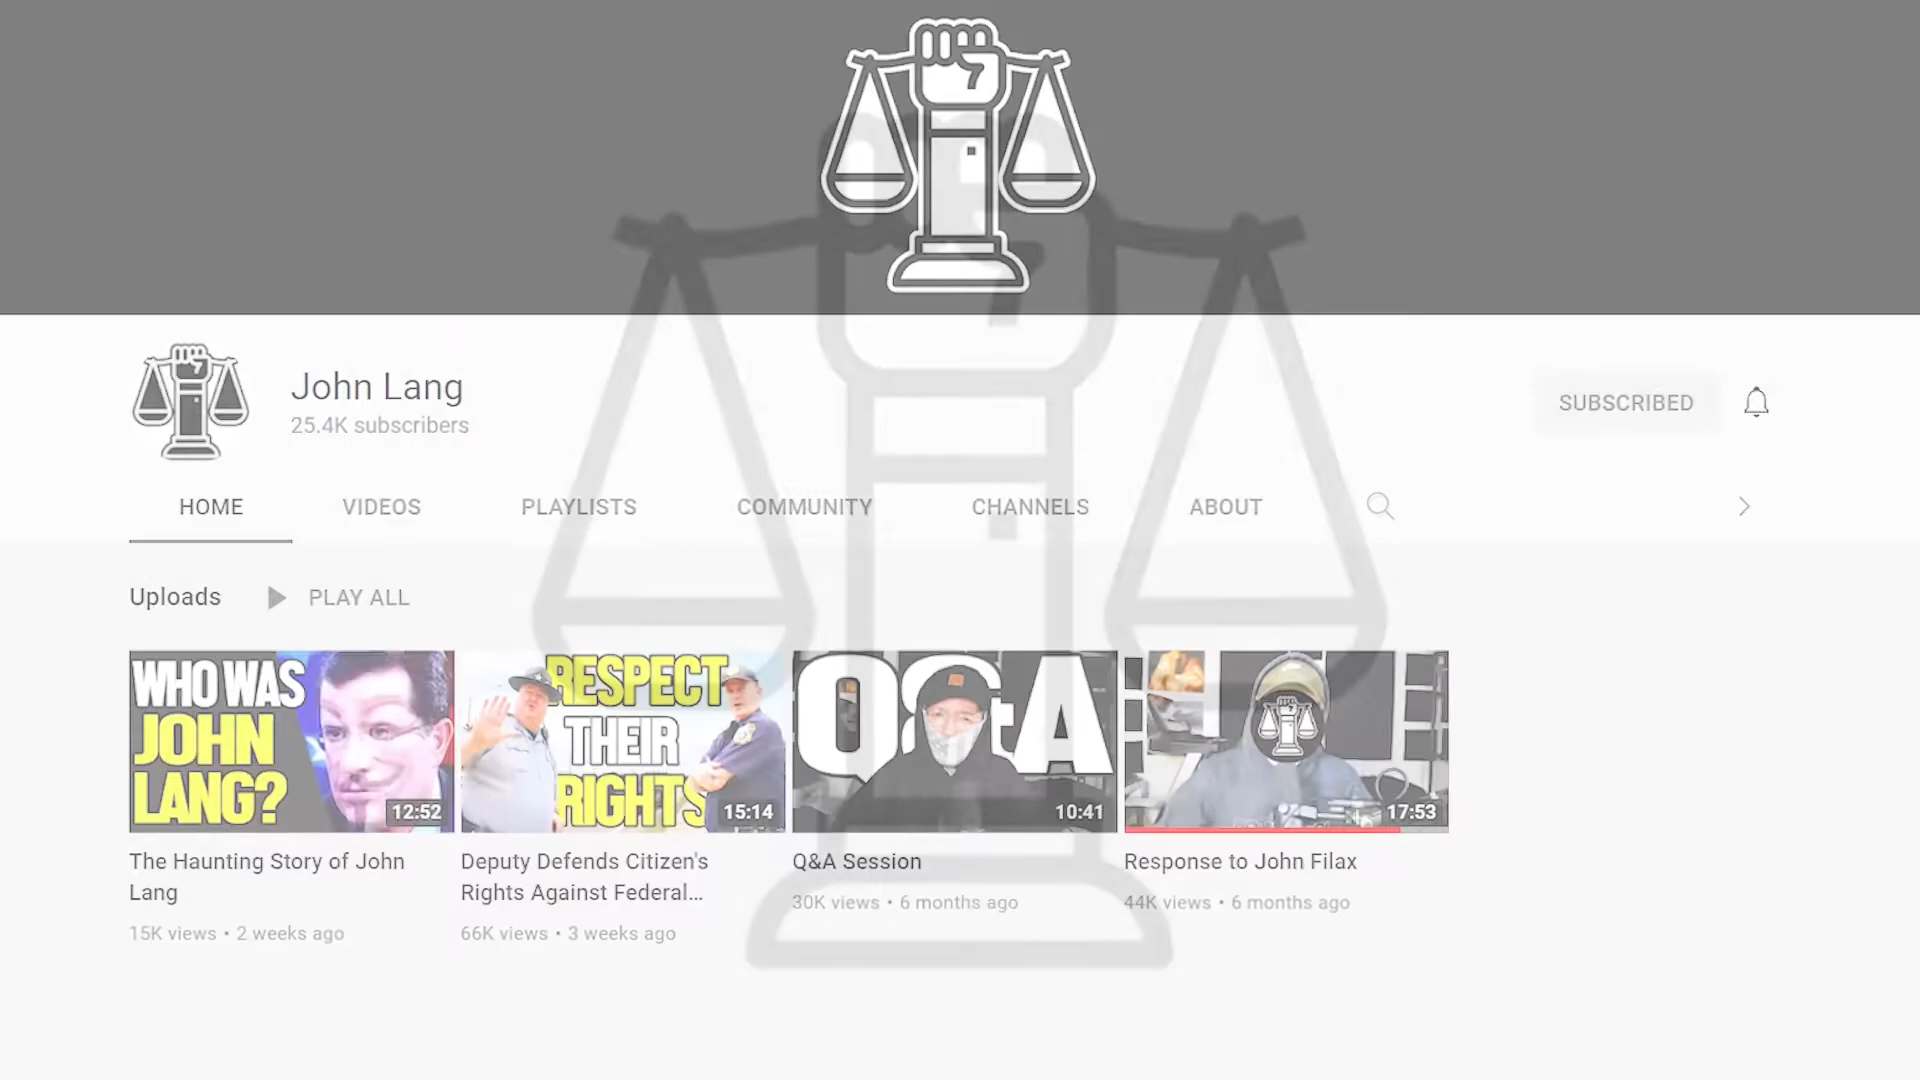 John Lang
25.4K subscribers
SUBSCRIBED
HOME
VIDEOS
PLAYLISTS
COMMUNITY
CHANNELS
ABOUT
Uploads
PLAY ALL
WHO WAS
JOHN
LANG?
12:52
RESPECT
THEIR
RIGHTS
15:14
Q&A
10:41
17:53
The Haunting Story of John
Lang
15K views • 2 weeks ago
Deputy Defends Citizen's
Rights Against Federal...
66K views • 3 weeks ago
Q&A Session
30K views • 6 months ago
Response to John Filax
44K views • 6 months ago